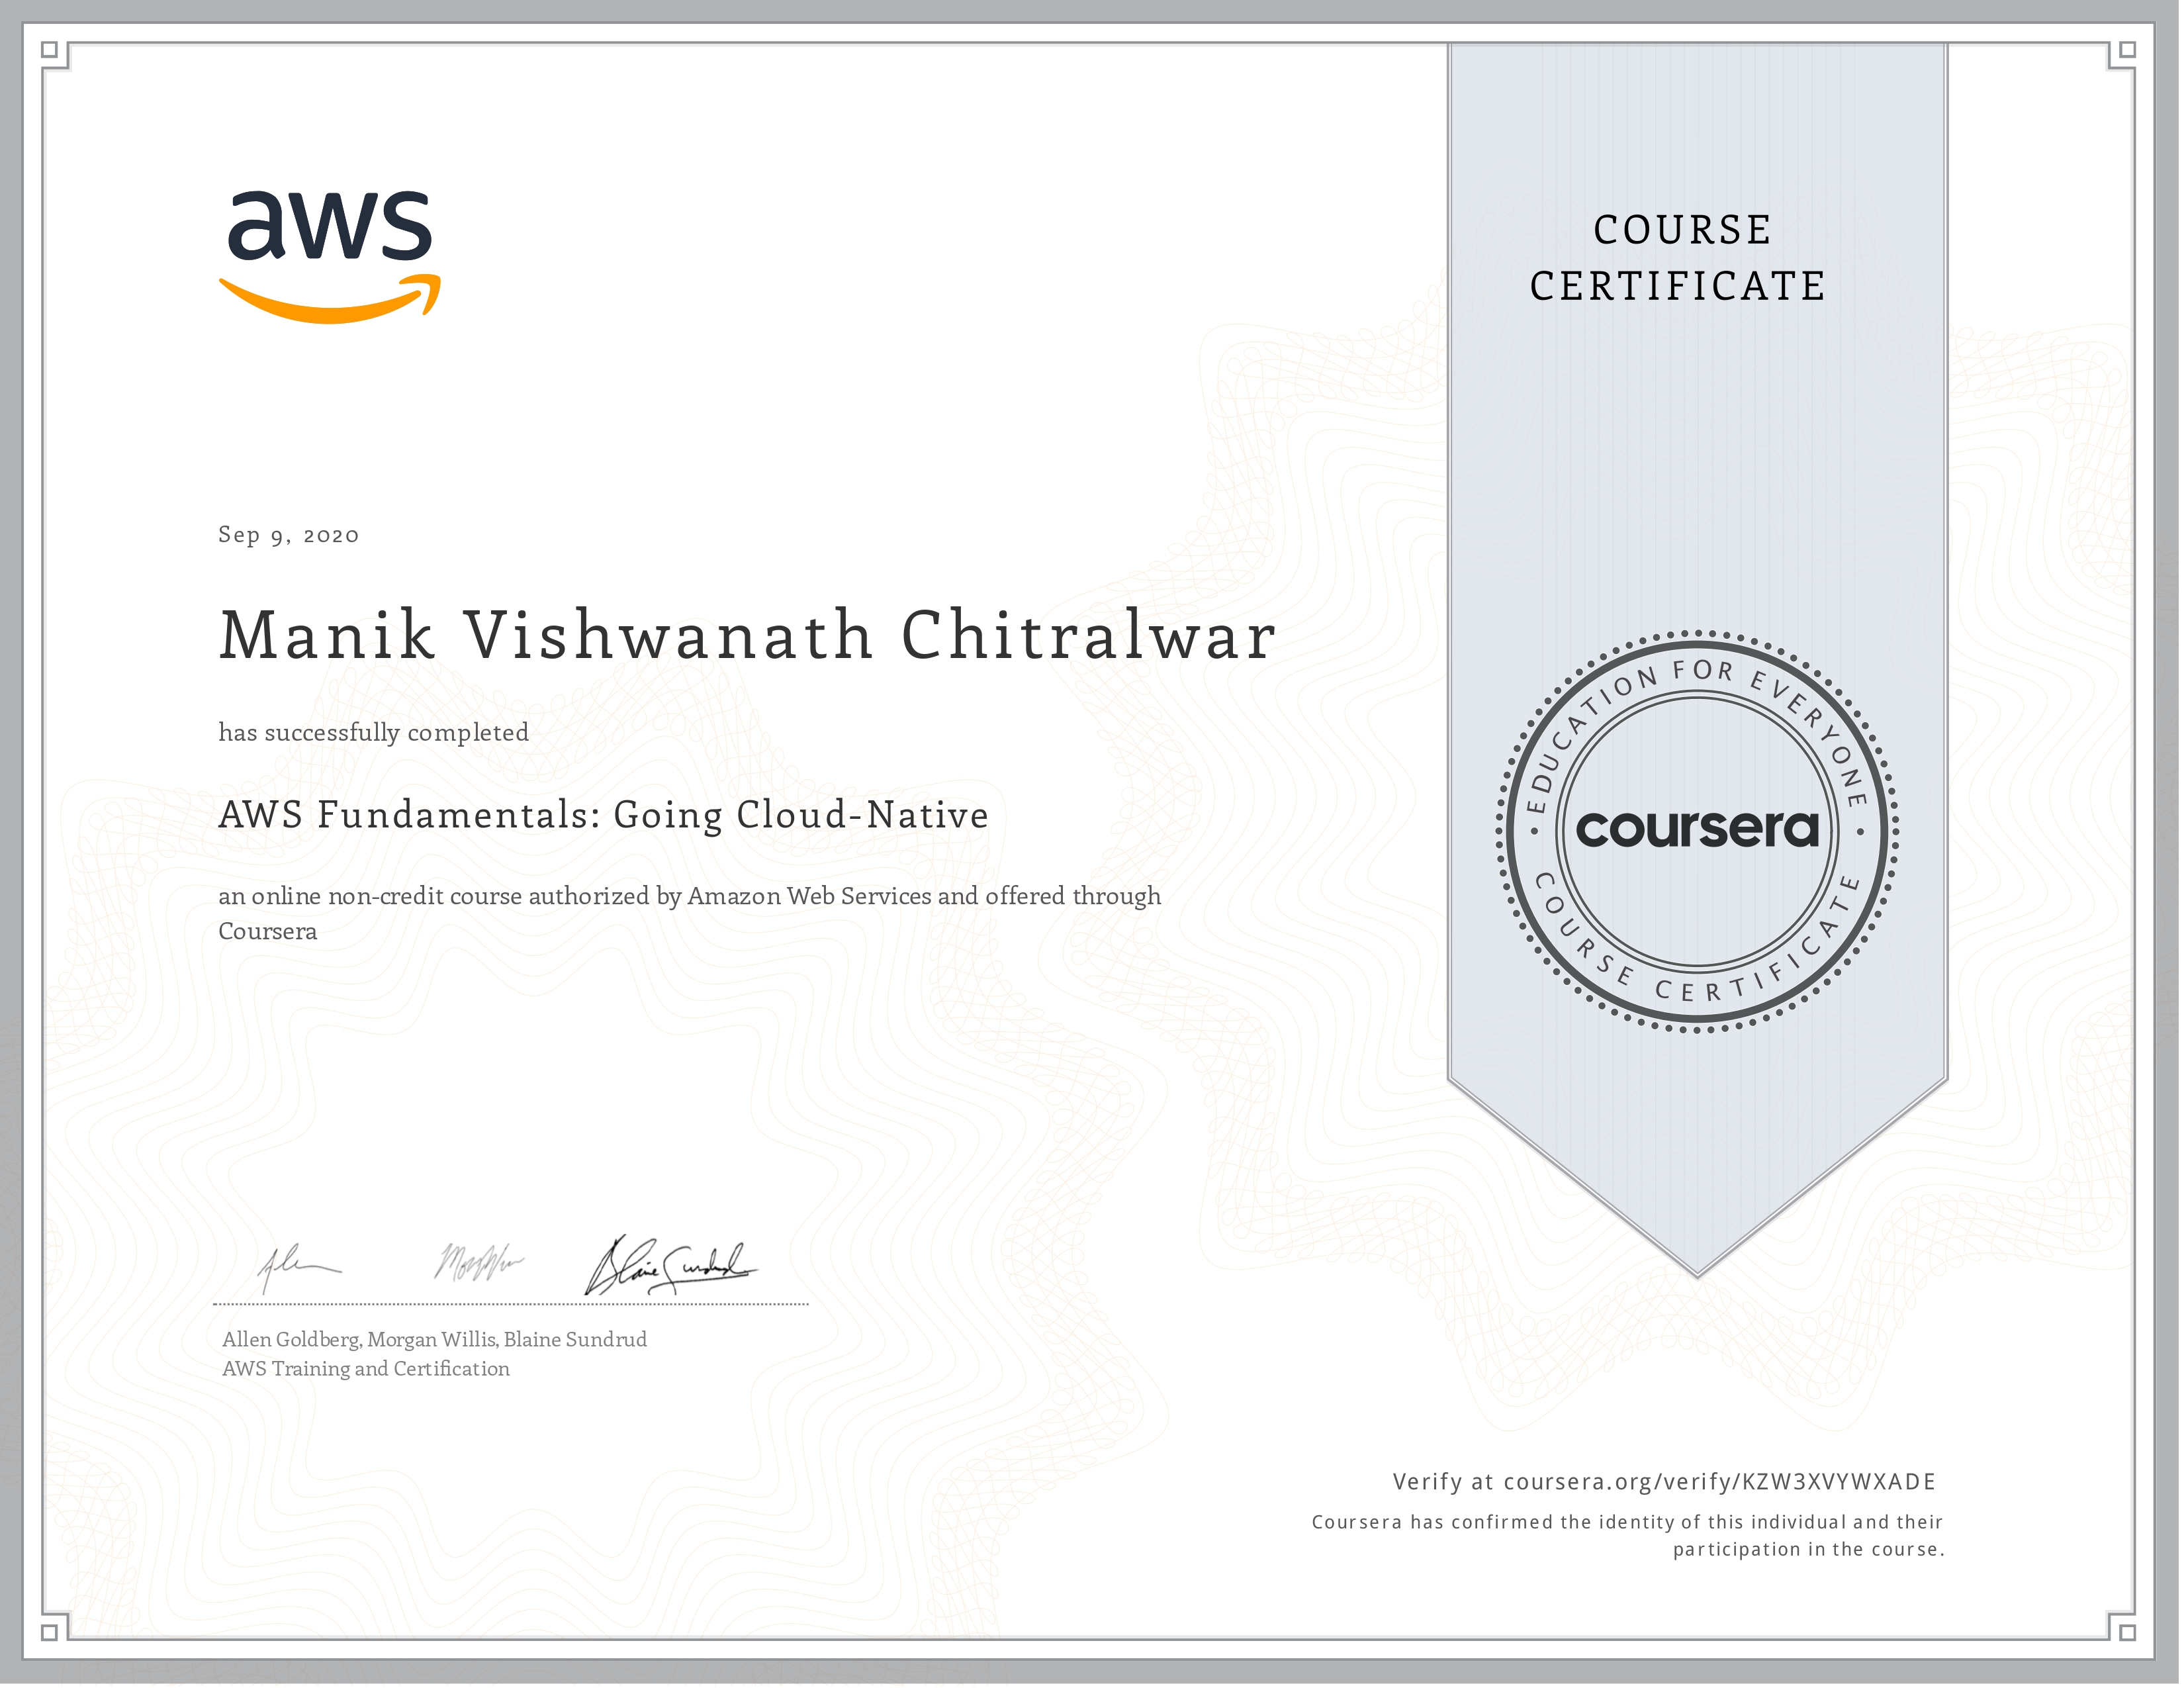 aws
COURSE
CERTIFICATE
Sep 9, 2020
Manik Vishwanath Chitralwar
has successfully completed
AWS Fundamentals: Going Cloud-Native
an online non-credit course authorized by Amazon Web Services and offered through
Coursera
EDUCATION FOR EVERYONE
coursera
COURSE CERTIFICATE
Allen Goldberg, Morgan Willis, Blaine Sundrud
AWS Training and Certification
Verify at coursera.org/verify/KZW3XVYWXADE
Coursera has confirmed the identity of this individual and their
participation in the course.